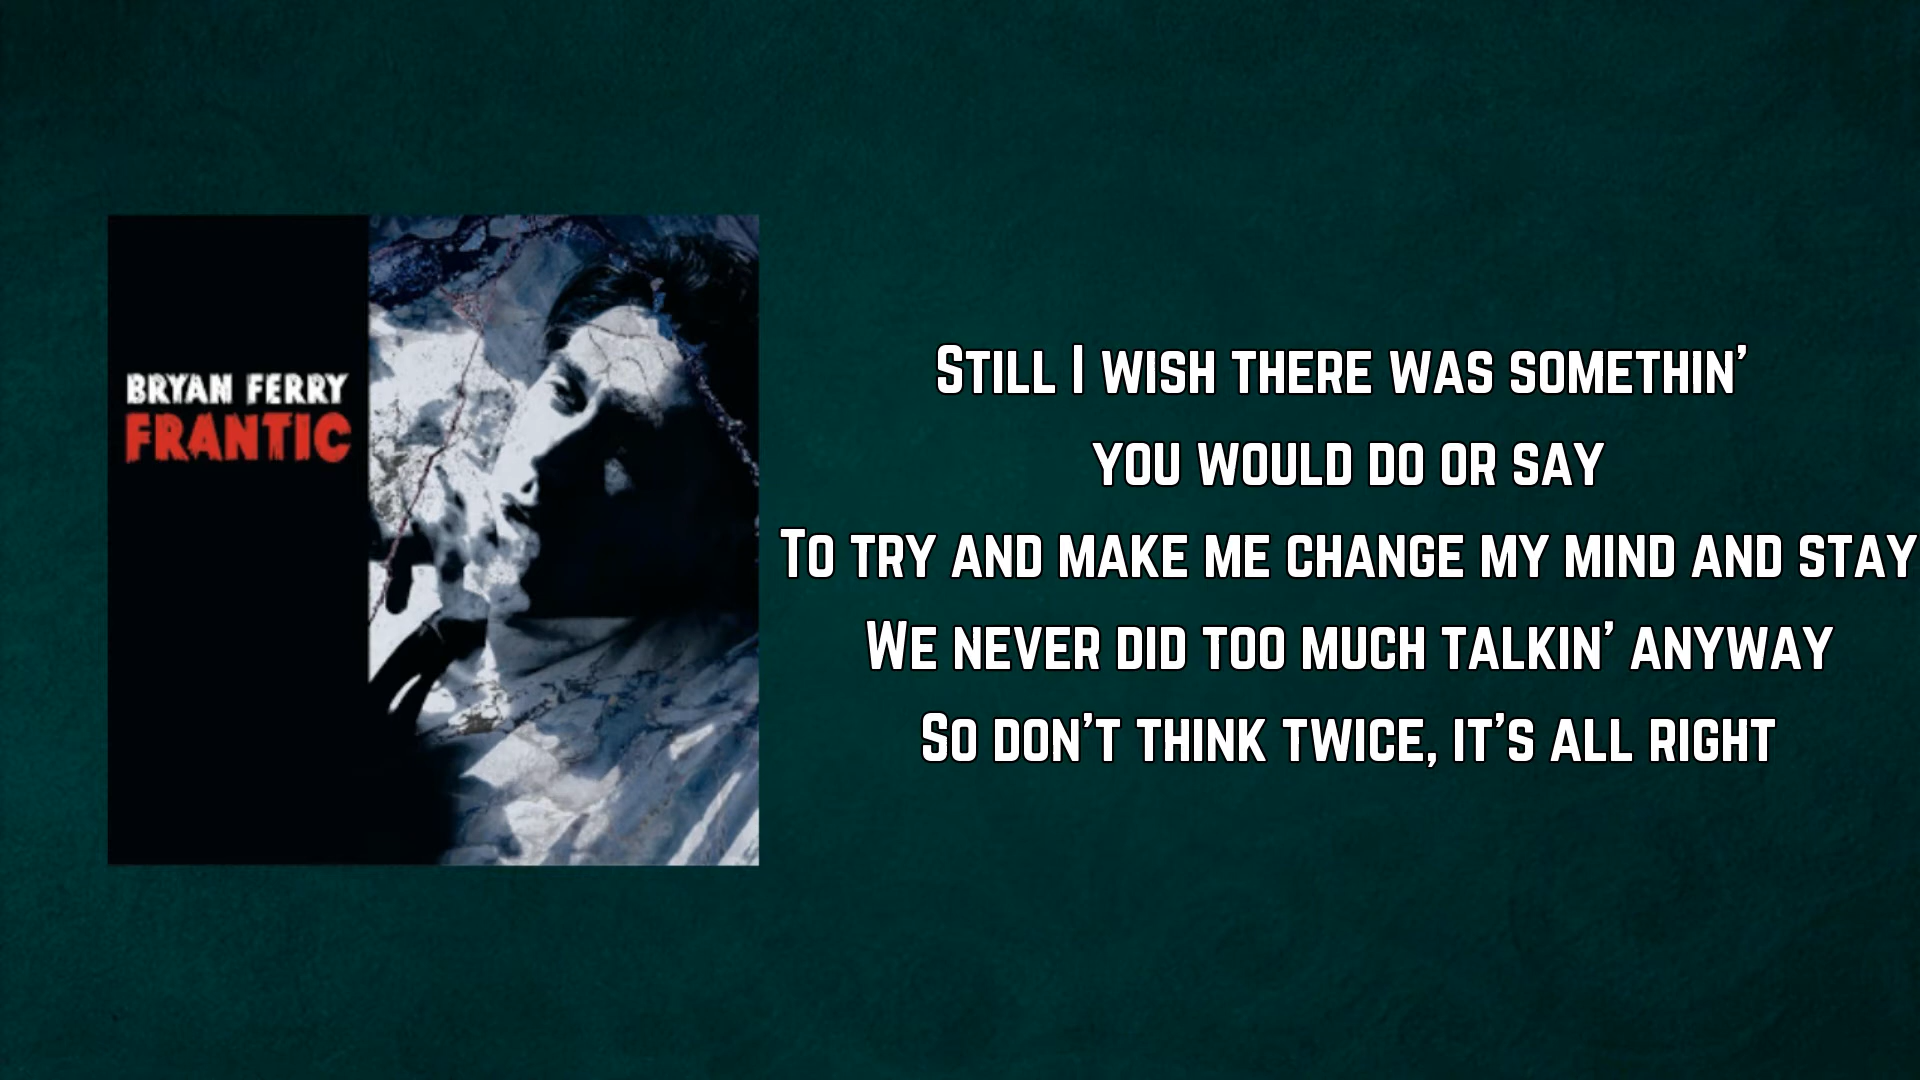 BRYAN FERRY
FRANTIC
Still I wish there was somethin’
you would do or say
To try and make me change my mind and stay
We never did too much talkin’ anyway
So don’t think twice, it’s all right